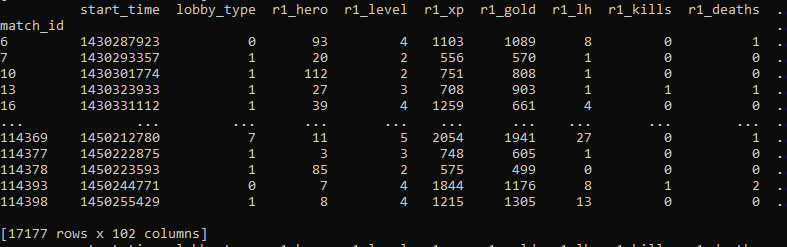 start_time lobby_type r1_hero r1_level r1_xp r1_gold r1_lh r1_kills r1_deaths .
match_id .
6 1430287923 0 93 4 1103 1089 8 0 1 .
7 1430293357 1 20 2 556 570 1 0 0 .
10 1430301774 1 112 2 751 808 1 0 0 .
13 1430323933 1 27 3 708 903 1 1 1 .
16 1430331112 1 39 4 1259 661 4 0 0 .
... ... ... ... ... ... ... ... ... ... .
114369 1450212780 7 11 5 2054 1941 27 0 1 .
114377 1450222875 1 3 3 748 605 1 0 0 .
114378 1450223593 1 85 2 575 499 0 0 0 .
114393 1450244771 0 7 4 1844 1176 8 1 2 .
114398 1450255429 1 8 4 1215 1305 13 0 0 .
[17177 rows x 102 columns]